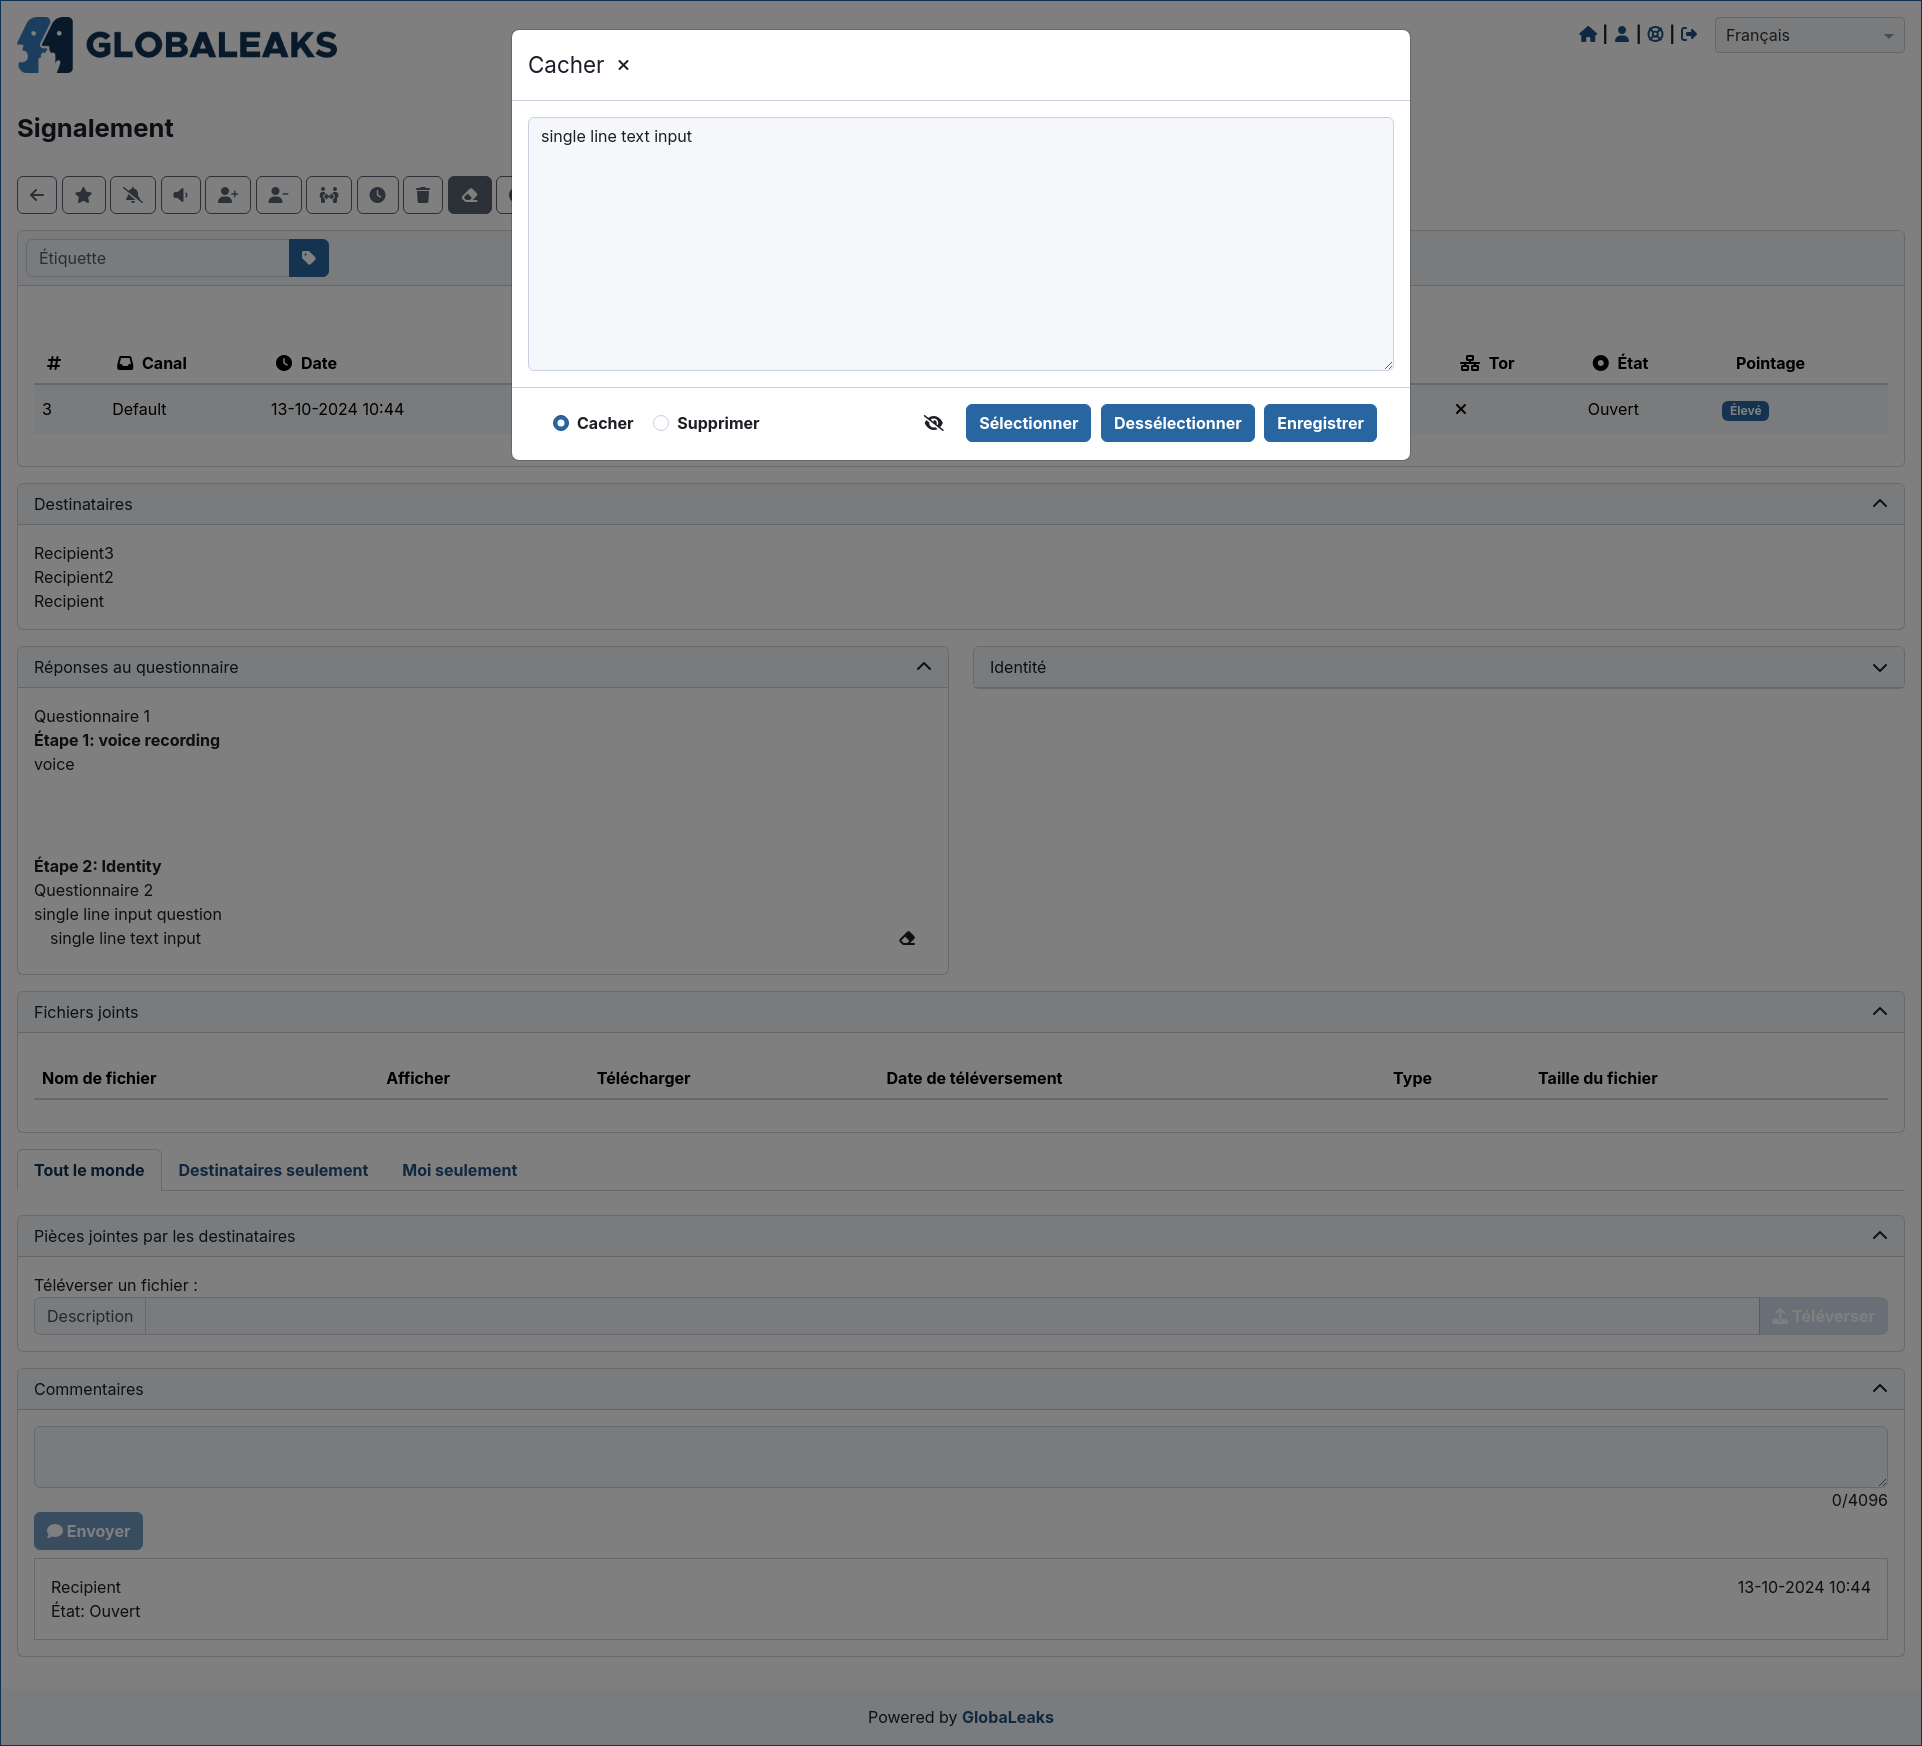 GLOBALEAKS
Français
Cacher
Signalement
single line text input
Étiquette
# Canal Date Tor État Pointage
3 Default 13-10-2024 10:44 Ouvert Élevé
Cacher Supprimer Sélectionner Dessélectionner Enregistrer
Destinataires
Recipient3
Recipient2
Recipient
Réponses au questionnaire
Identité
Questionnaire 1
Étape 1: voice recording
voice
Étape 2: Identity
Questionnaire 2
single line input question
single line text input
Fichiers joints
Nom de fichier Afficher Télécharger Date de téléversement Type Taille du fichier
Tout le monde Destinataires seulement Moi seulement
Pièces jointes par les destinataires
Téléverser un fichier :
Description Téléverser
Commentaires
0/4096
Envoyer
Recipient 13-10-2024 10:44
État: Ouvert
Powered by GlobaLeaks